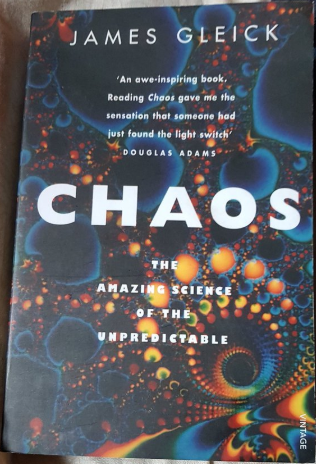 JAMES GLEICK
'An awe-inspiring book.
Reading Chaos gave me the
sensation that someone had
just found the light switch'
DOUGLAS ADAMS
CHAOS
THE
AMAZING SCIENCE
OF THE
UNPREDICTABLE
VINTAGE